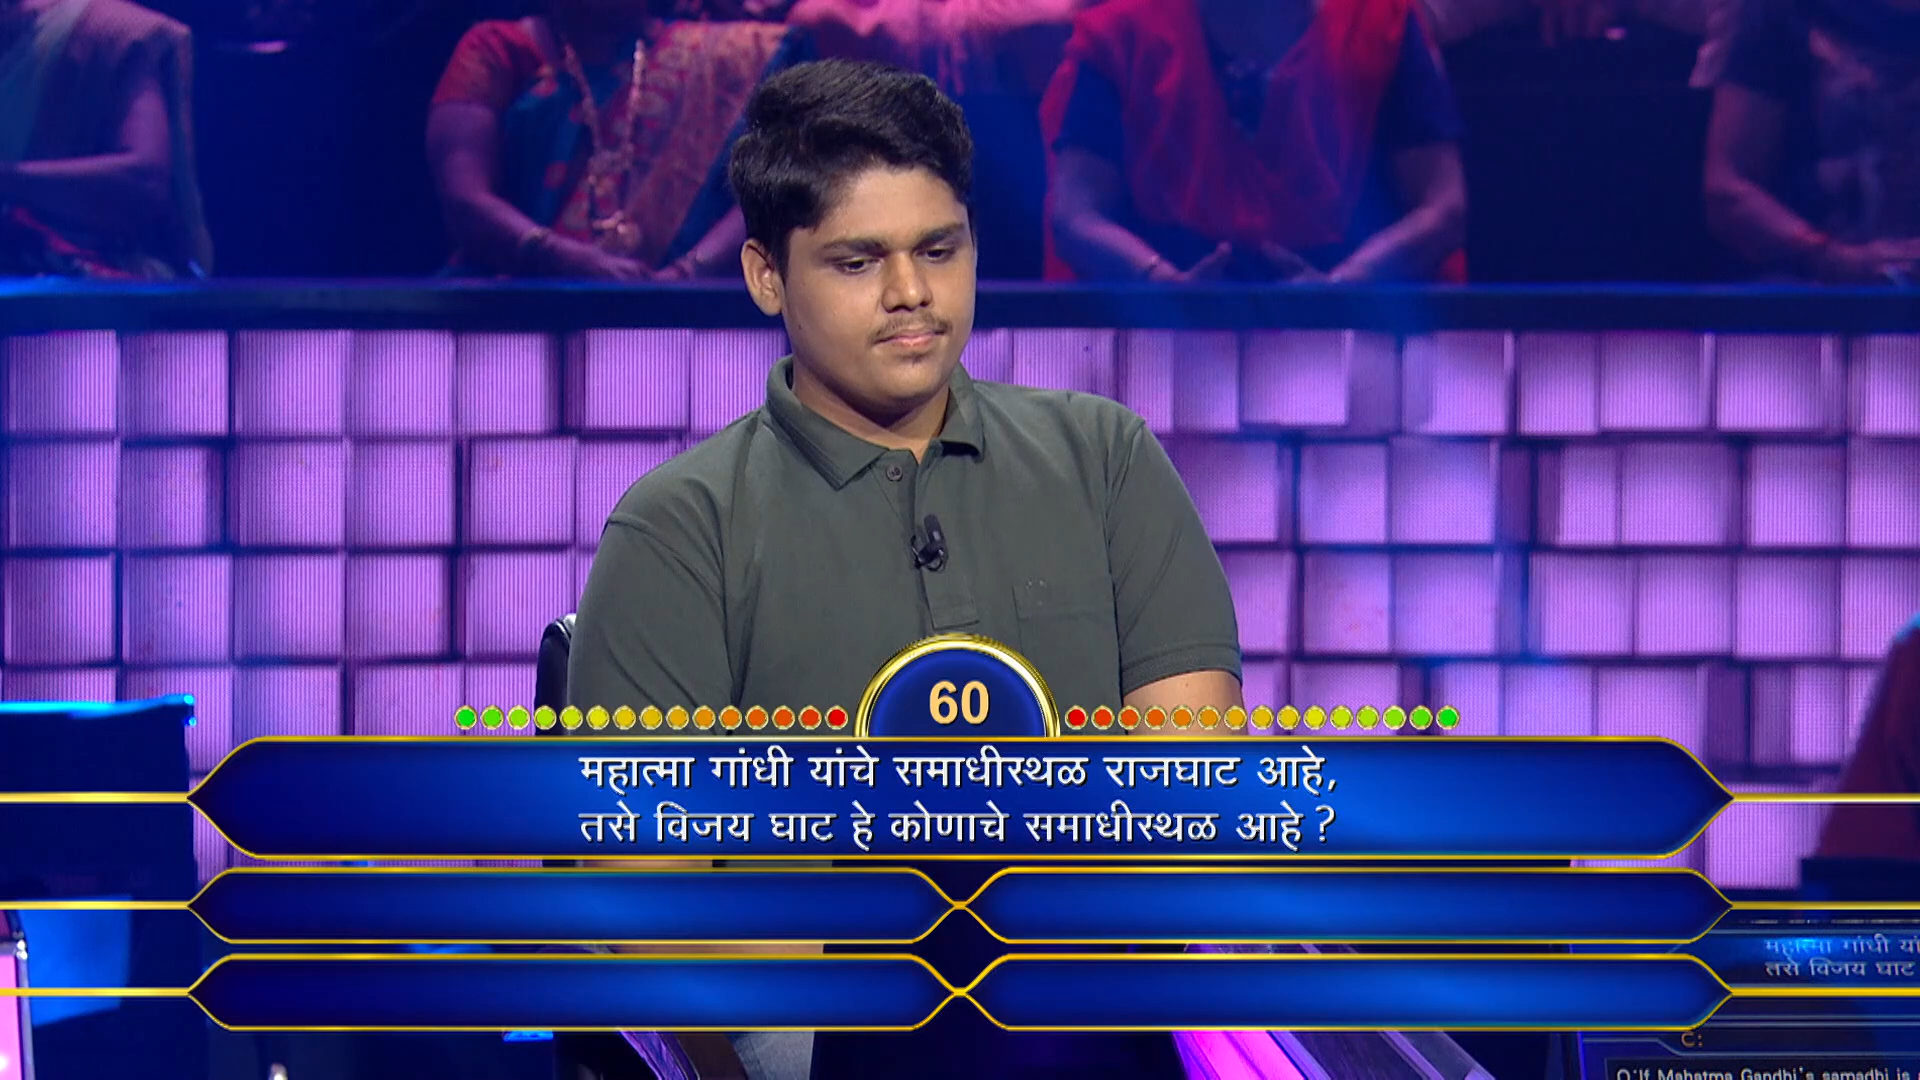 60
महात्मा गांधी यांचे समाधीस्थळ राजघाट आहे,
तसे विजय घाट हे कोणाचे समाधीस्थळ आहे ?
महात्मा गांधी
तसे विजय घाट
C:
Q:If Mahatma Gandhi's samadhi is